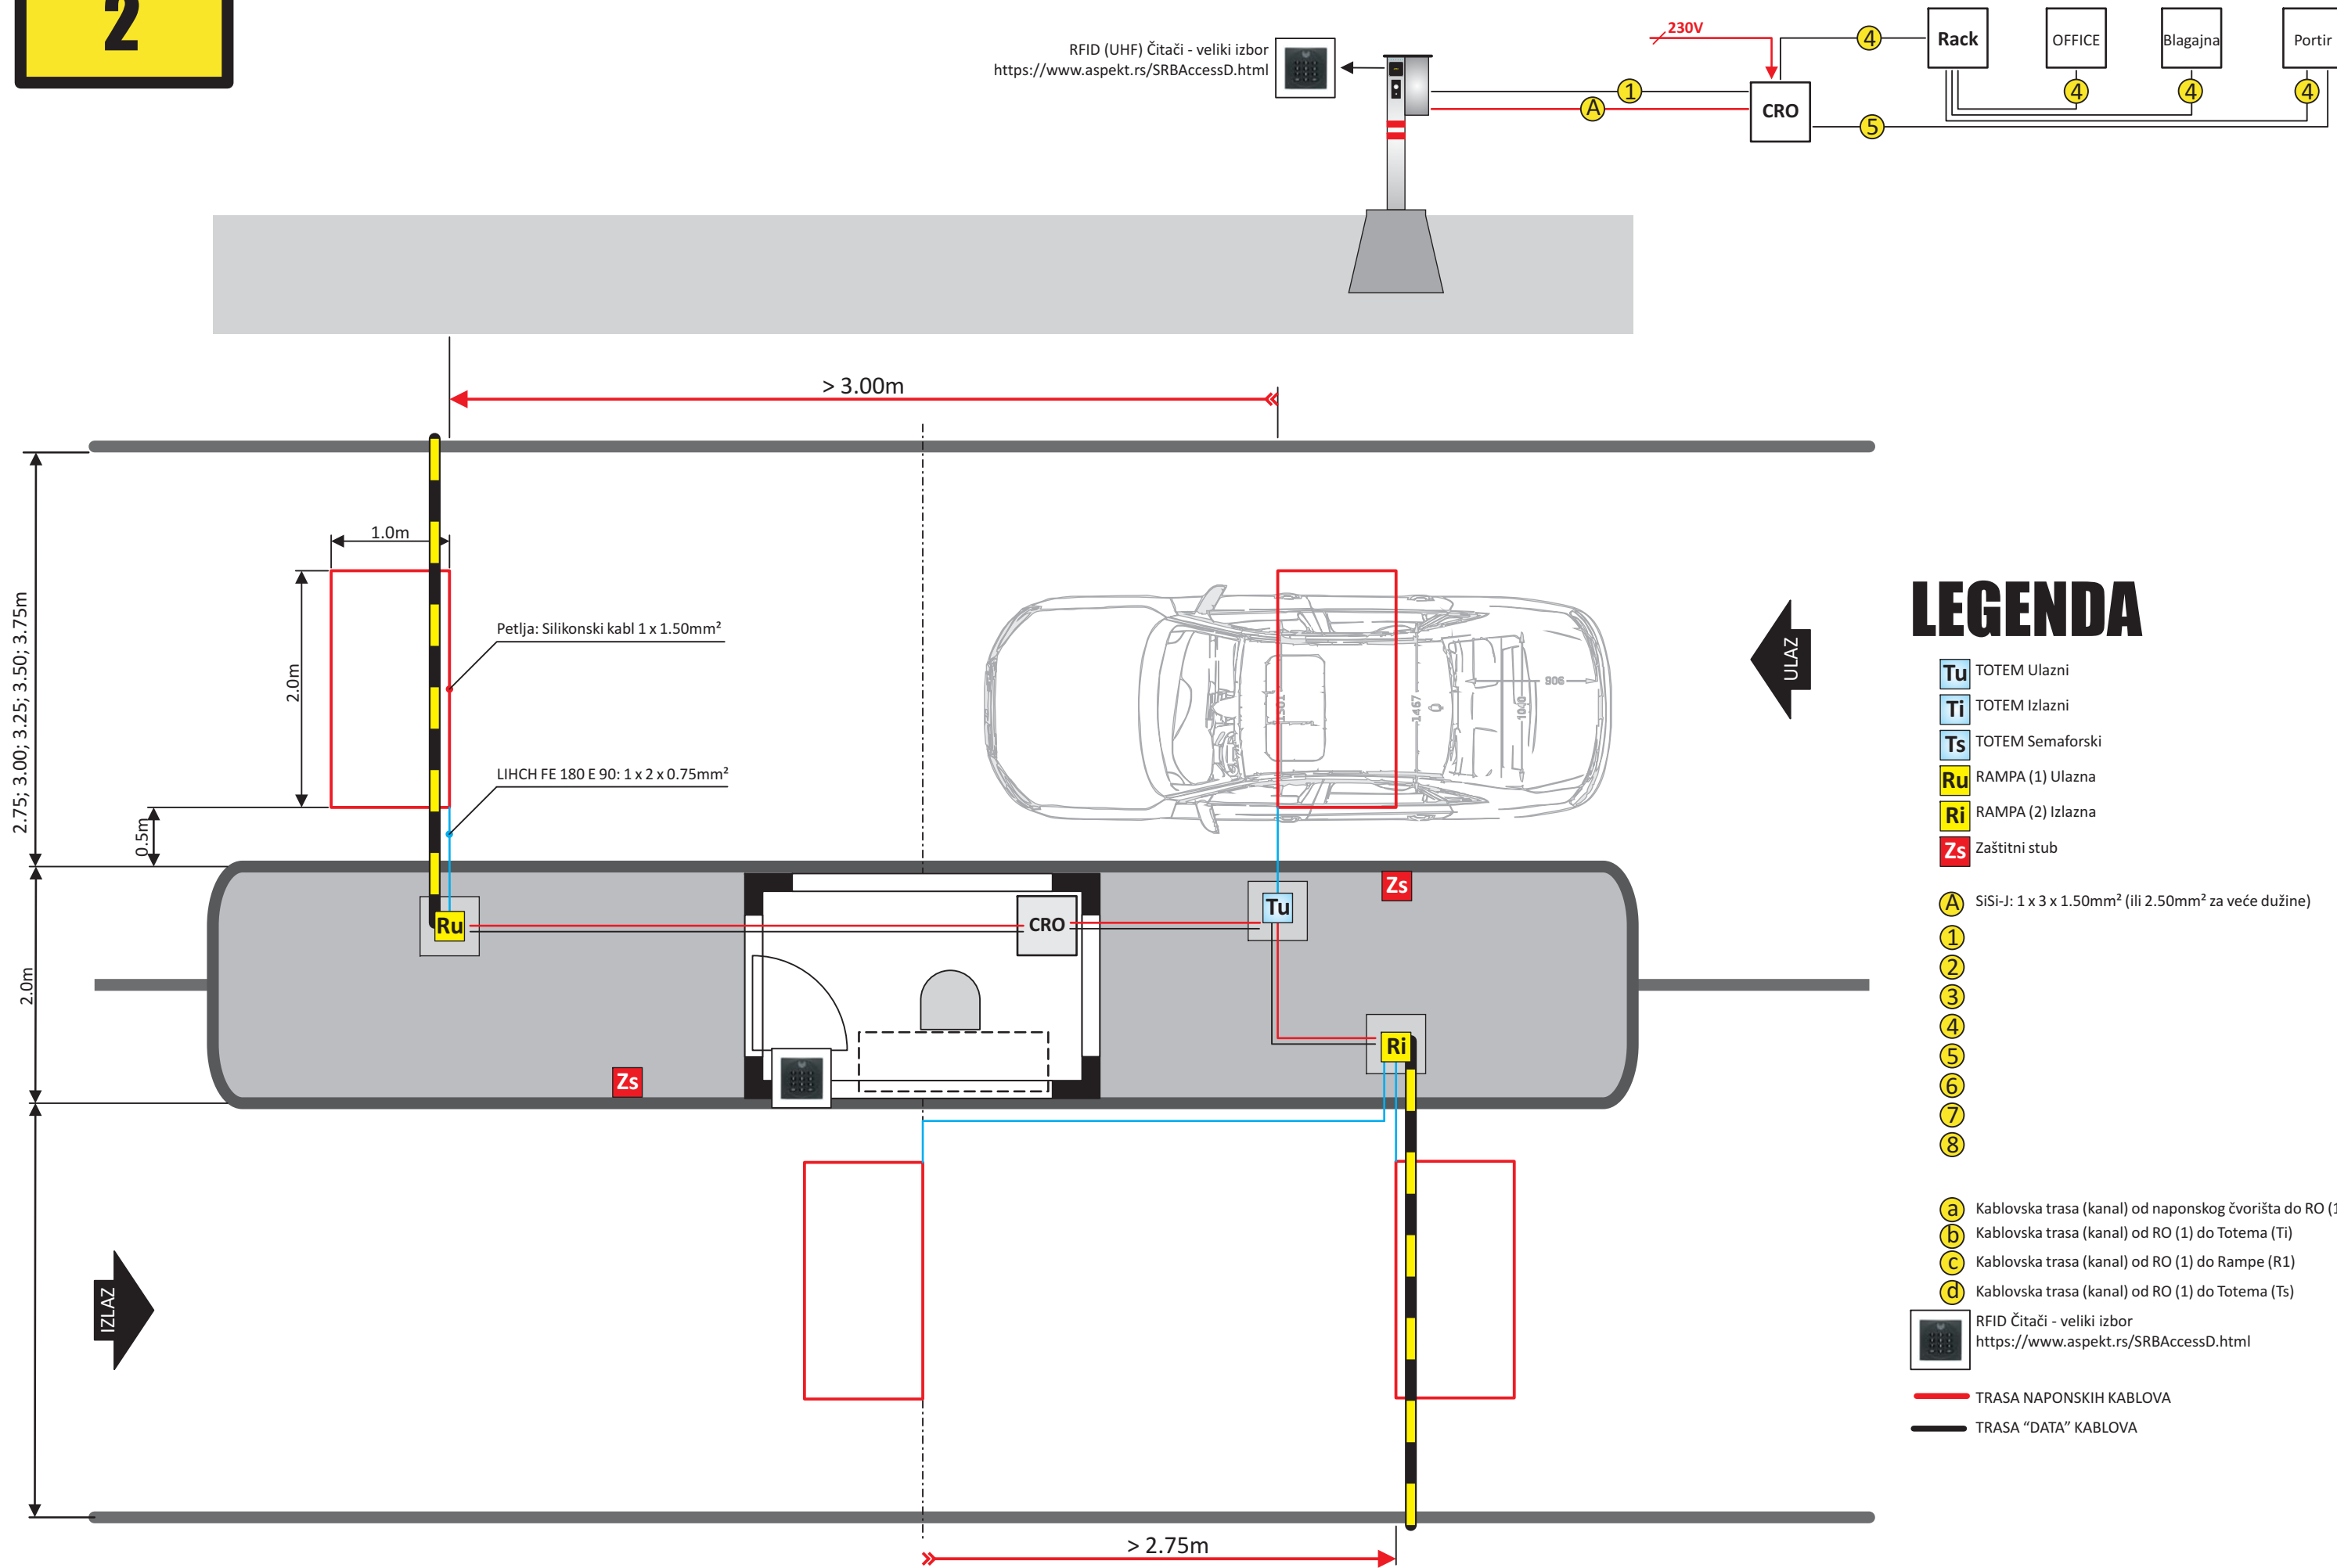 2
RFID (UHF) Čitači - veliki izbor
https://www.aspekt.rs/SRBAccessD.html
230V
4
Rack
OFFICE
Blagajna
Portir
1
A
CRO
4
4
4
5
> 3.00m
2.75; 3.00; 3.25; 3.50; 3.75m
1.0m
2.0m
0.5m
Petlja: Silikonski kabl 1 x 1.50mm²
LIHCH FE 180 E 90: 1 x 2 x 0.75mm²
1467
1040
906
ULAZ
2.0m
Ru
CRO
Tu
Zs
Ri
Zs
IZLAZ
> 2.75m
LEGENDA
Tu TOTEM Ulazni
Ti TOTEM Izlazni
Ts TOTEM Semaforski
Ru RAMPA (1) Ulazna
Ri RAMPA (2) Izlazna
Zs Zaštitni stub
A SiSi-J: 1 x 3 x 1.50mm² (ili 2.50mm² za veće dužine)
1
2
3
4
5
6
7
8
a Kablovska trasa (kanal) od naponskog čvorišta do RO (1
b Kablovska trasa (kanal) od RO (1) do Totema (Ti)
c Kablovska trasa (kanal) od RO (1) do Rampe (R1)
d Kablovska trasa (kanal) od RO (1) do Totema (Ts)
RFID Čitači - veliki izbor
https://www.aspekt.rs/SRBAccessD.html
TRASA NAPONSKIH KABLOVA
TRASA “DATA” KABLOVA